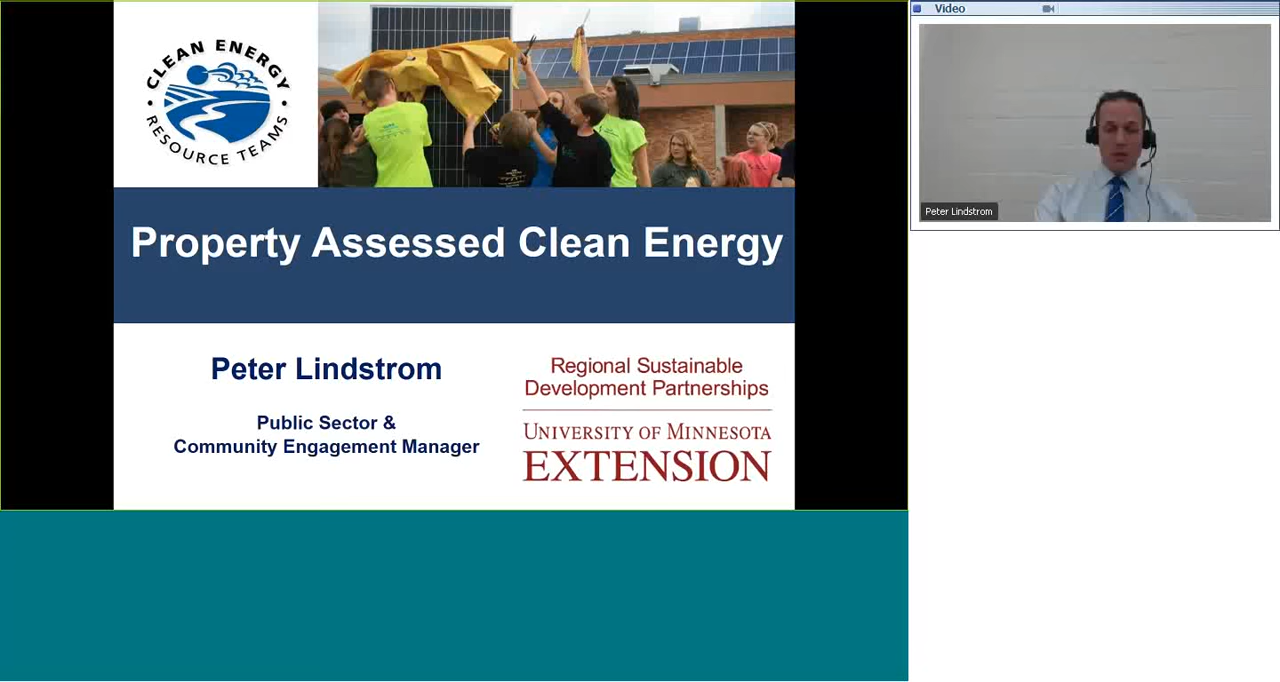 CLEAN ENERGY
RESOURCE TEAMS
Property Assessed Clean Energy
Peter Lindstrom
Public Sector &
Community Engagement Manager
Regional Sustainable
Development Partnerships
UNIVERSITY OF MINNESOTA
EXTENSION
Video
Peter Lindstrom